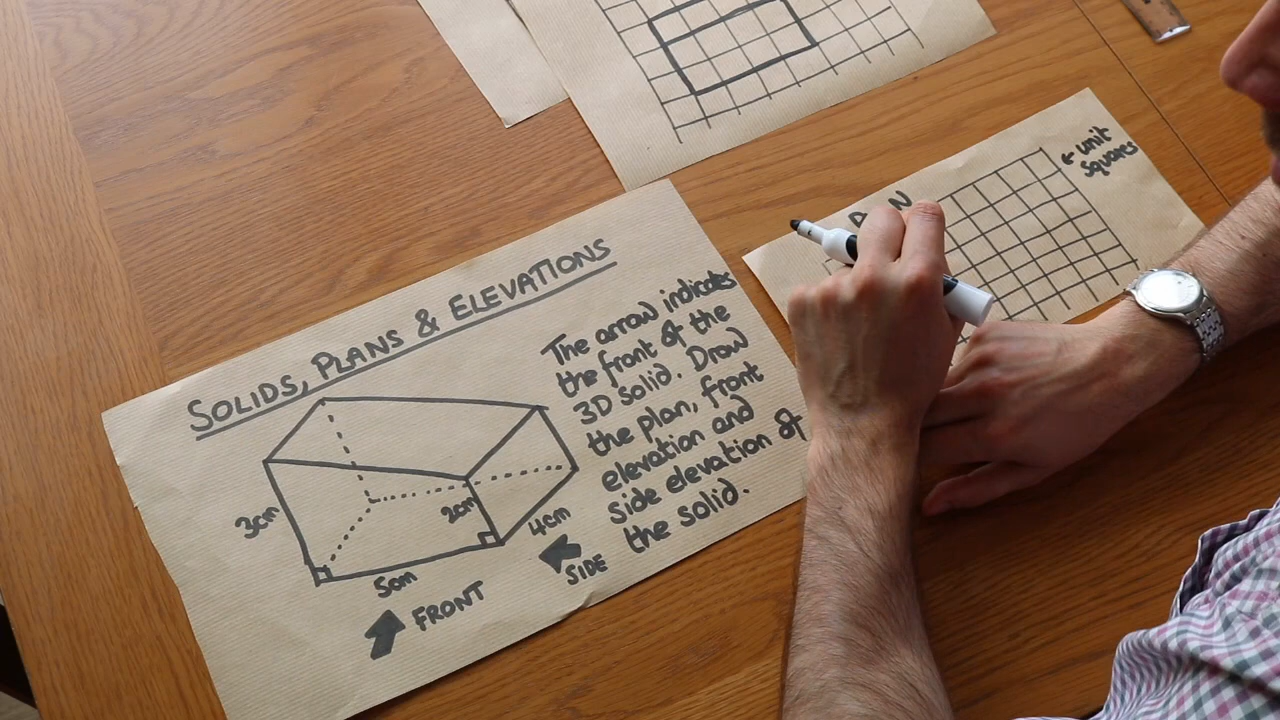 SOLIDS, PLANS & ELEVATIONS
The arrow indicates
the front of the
3D solid. Draw
the plan, front
elevation and
side elevation of
the solid.
3cm
2cm
4cm
5cm
FRONT
SIDE
← unit
squares